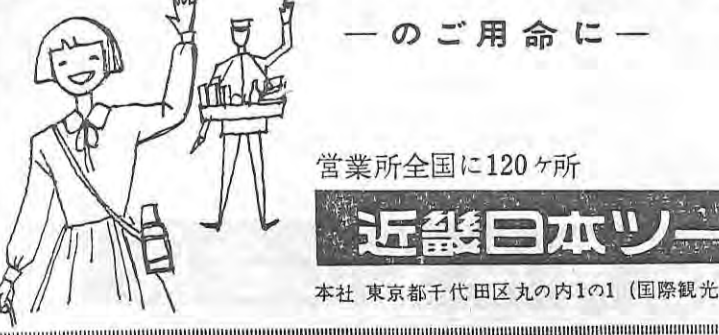 —のご用命に—
営業所全国に120ヶ所
近畿日本ツー
本社 東京都千代田区丸の内1の1 (国際観光